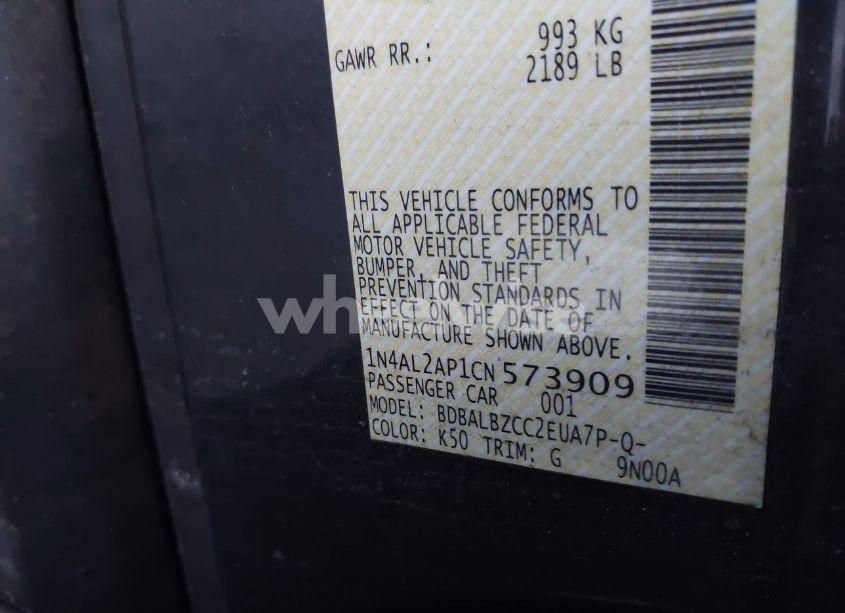 GAWR RR.: 993 KG
2189 LB
THIS VEHICLE CONFORMS TO
ALL APPLICABLE FEDERAL
MOTOR VEHICLE SAFETY,
BUMPER, AND THEFT
PREVENTION STANDARDS IN
EFFECT ON THE DATE OF
MANUFACTURE SHOWN ABOVE.
1N4AL2AP1CN573909
PASSENGER CAR 001
MODEL: BDBALBZCC2EUA7P-Q-
COLOR: K50 TRIM: G 9N00A